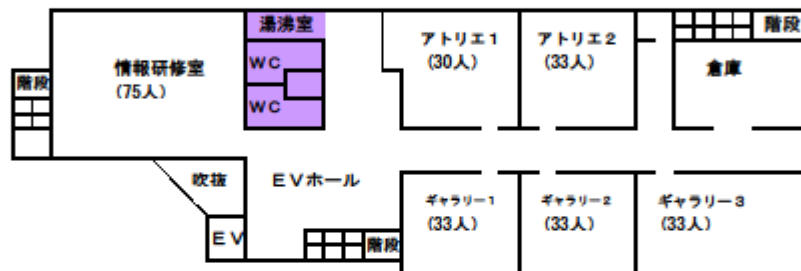 湯沸室
階段
アトリエ１
(30人)
アトリエ２
(33人)
情報研修室
(75人)
ＷＣ
倉庫
階段
ＷＣ
吹抜
ＥＶホール
ギャラリー１
(33人)
ギャラリー２
(33人)
ギャラリー３
(33人)
ＥＶ
階段